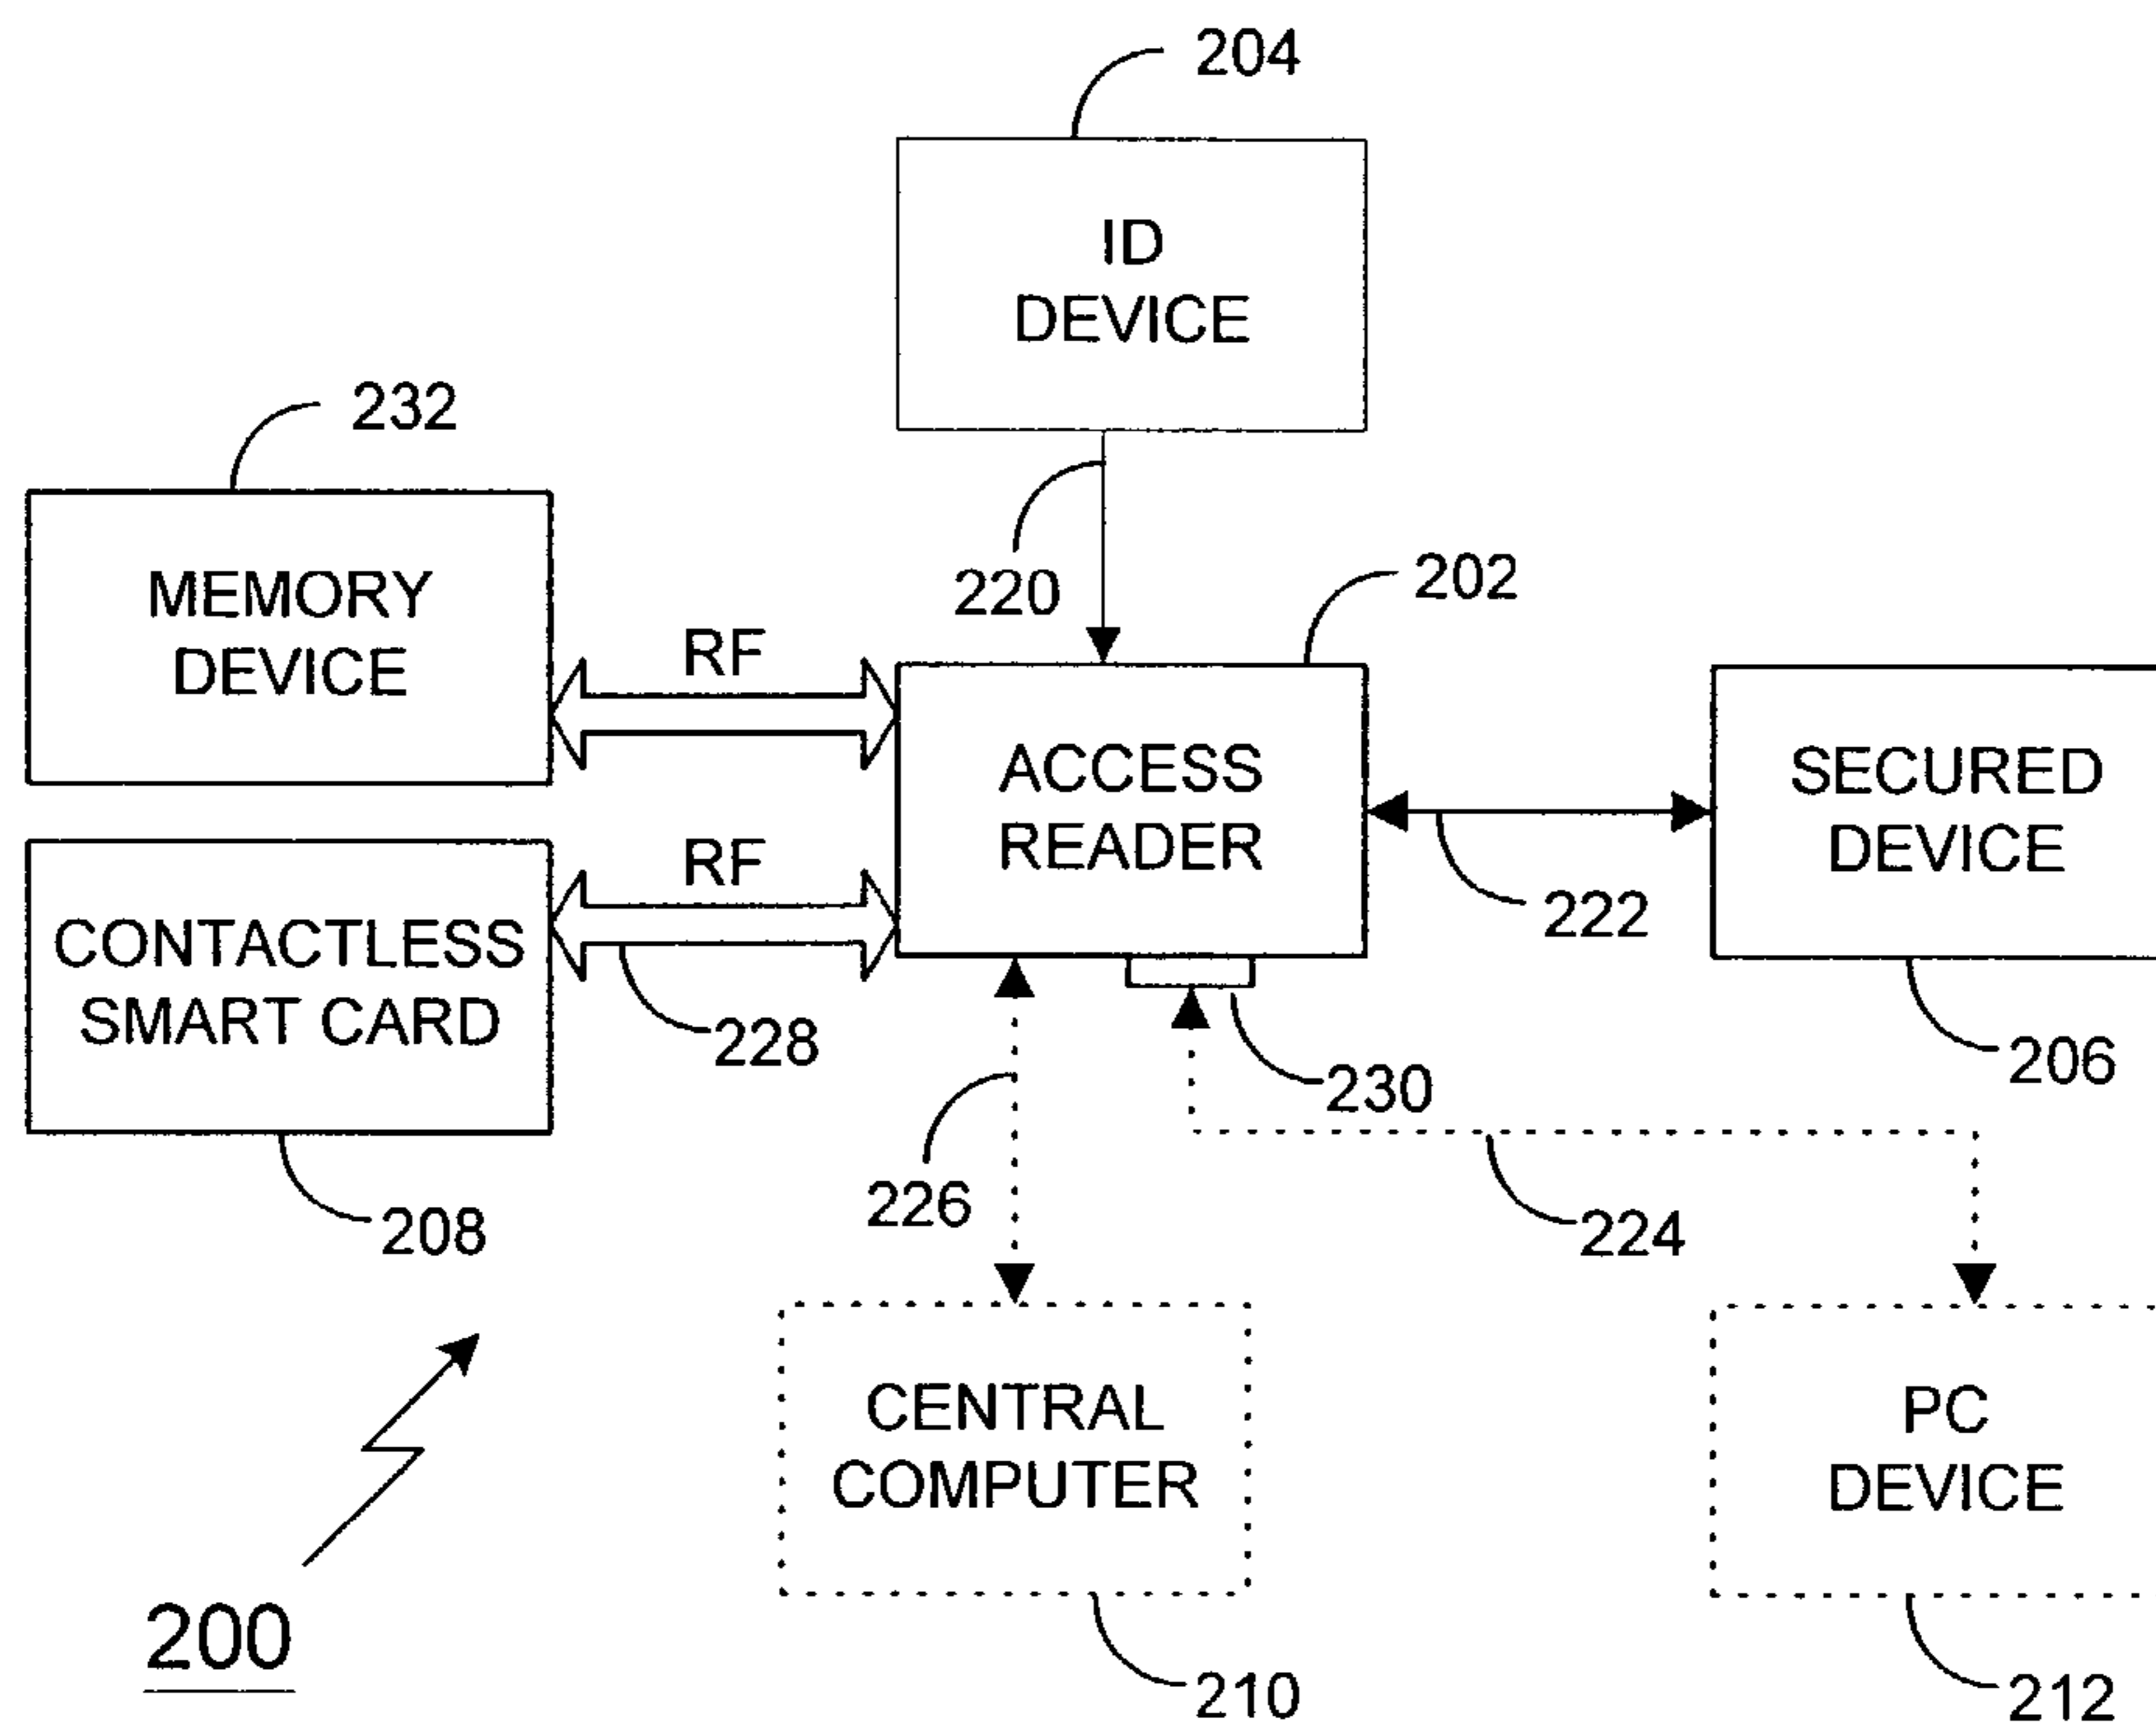 204
ID
DEVICE
232
MEMORY
DEVICE
220
202
RF
ACCESS
READER
SECURED
DEVICE
RF
CONTACTLESS
SMART CARD
222
228
230
206
226
208
224
CENTRAL
COMPUTER
PC
DEVICE
200
210
212